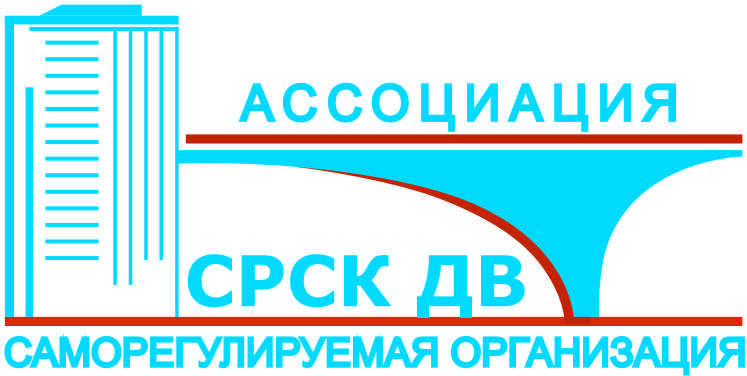 АССОЦИАЦИЯ
СРСК ДВ
САМОРЕГУЛИРУЕМАЯ ОРГАНИЗАЦИЯ